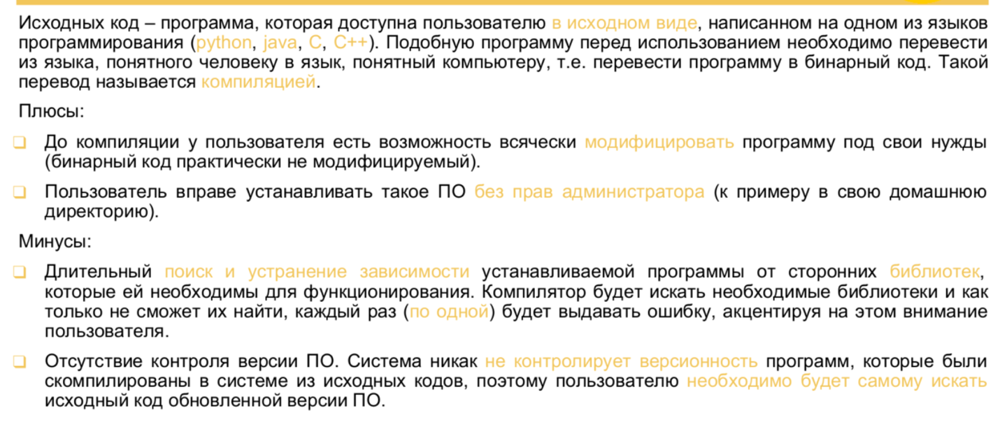 Исходных код – программа, которая доступна пользователю в исходном виде, написанном на одном из языков
программирования (python, java, C, C++). Подобную программу перед использованием необходимо перевести
из языка, понятного человеку в язык, понятный компьютеру, т.е. перевести программу в бинарный код. Такой
перевод называется компиляцией.
Плюсы:
До компиляции у пользователя есть возможность всячески модифицировать программу под свои нужды
(бинарный код практически не модифицируемый).
Пользователь вправе устанавливать такое ПО без прав администратора (к примеру в свою домашнюю
директорию).
Минусы:
Длительный поиск и устранение зависимости устанавливаемой программы от сторонних библиотек,
которые ей необходимы для функционирования. Компилятор будет искать необходимые библиотеки и как
только не сможет их найти, каждый раз (по одной) будет выдавать ошибку, акцентируя на этом внимание
пользователя.
Отсутствие контроля версии ПО. Система никак не контролирует версионность программ, которые были
скомпилированы в системе из исходных кодов, поэтому пользователю необходимо будет самому искать
исходный код обновленной версии ПО.